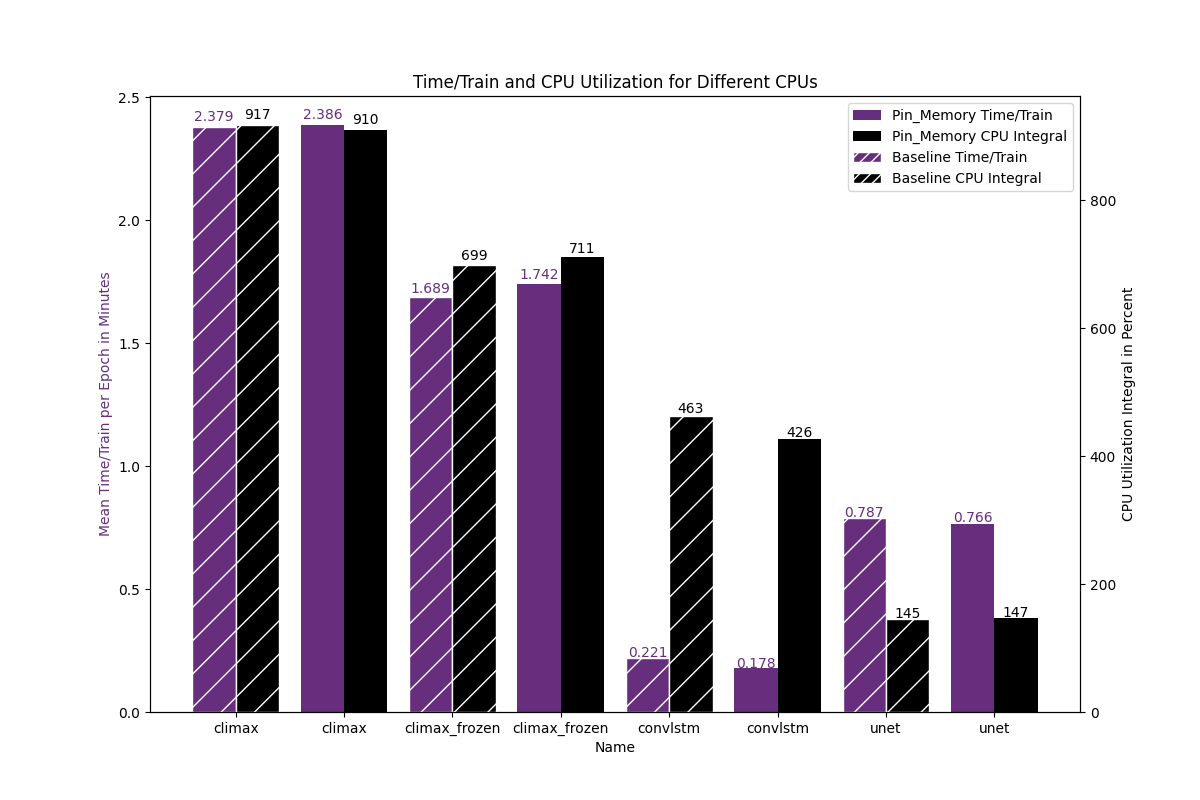 Time/Train and CPU Utilization for Different CPUs
Mean Time/Train per Epoch in Minutes
2.5
2.0
1.5
1.0
0.5
0.0
2.379
917
2.386
910
1.689
699
1.742
711
0.221
463
0.178
426
0.787
145
0.766
147
Pin_Memory Time/Train
Pin_Memory CPU Integral
Baseline Time/Train
Baseline CPU Integral
800
600
400
200
0
CPU Utilization Integral in Percent
climax
climax
climax_frozen
climax_frozen
convlstm
convlstm
unet
unet
Name